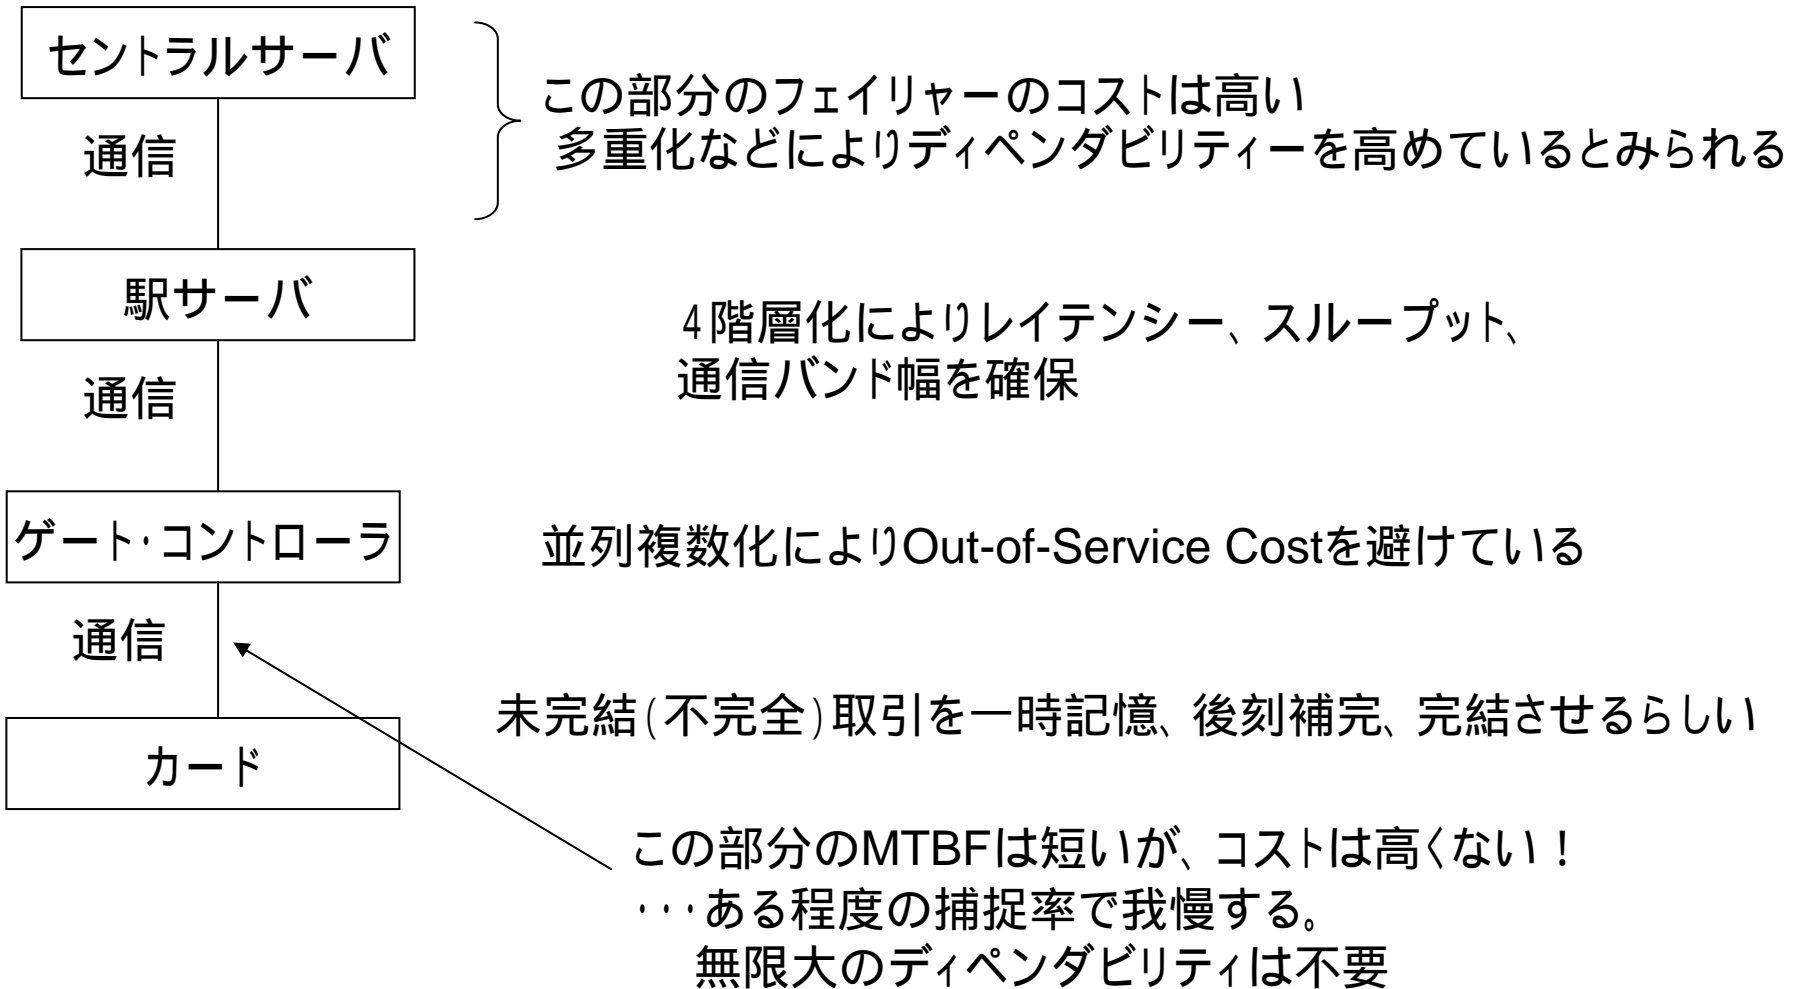 セントラルサーバ
この部分のフェイリャーのコストは高い
多重化などによりディペンダビリティーを高めているとみられる
通信
駅サーバ
4階層化によりレイテンシー、スループット、
通信バンド幅を確保
通信
ゲート・コントローラ
並列複数化によりOut-of-Service Costを避けている
通信
未完結(不完全)取引を一時記憶、後刻補完、完結させるらしい
カード
この部分のMTBFは短いが、コストは高くない!
・・・ある程度の捕捉率で我慢する。
無限大のディペンダビリティは不要